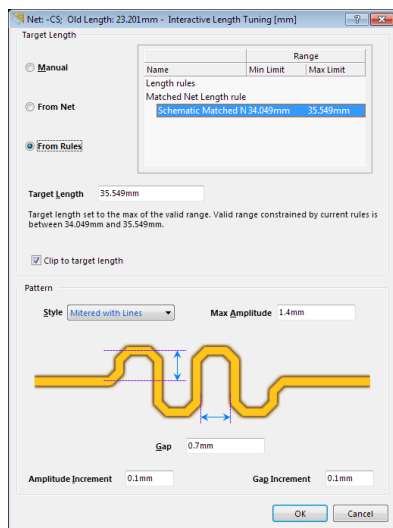 Net: -CS; Old Length: 23.201mm - Interactive Length Tuning [mm]
Target Length
Range
Name Min Limit Max Limit
Manual
Length rules
Matched Net Length rule
Schematic Matched N 34.049mm 35.549mm
From Net
From Rules
Target Length 35.549mm
Target length set to the max of the valid range. Valid range constrained by current rules is
between 34.049mm and 35.549mm.
Clip to target length
Pattern
Style Mitered with Lines Max Amplitude 1.4mm
Gap 0.7mm
Amplitude Increment 0.1mm Gap Increment 0.1mm
OK Cancel